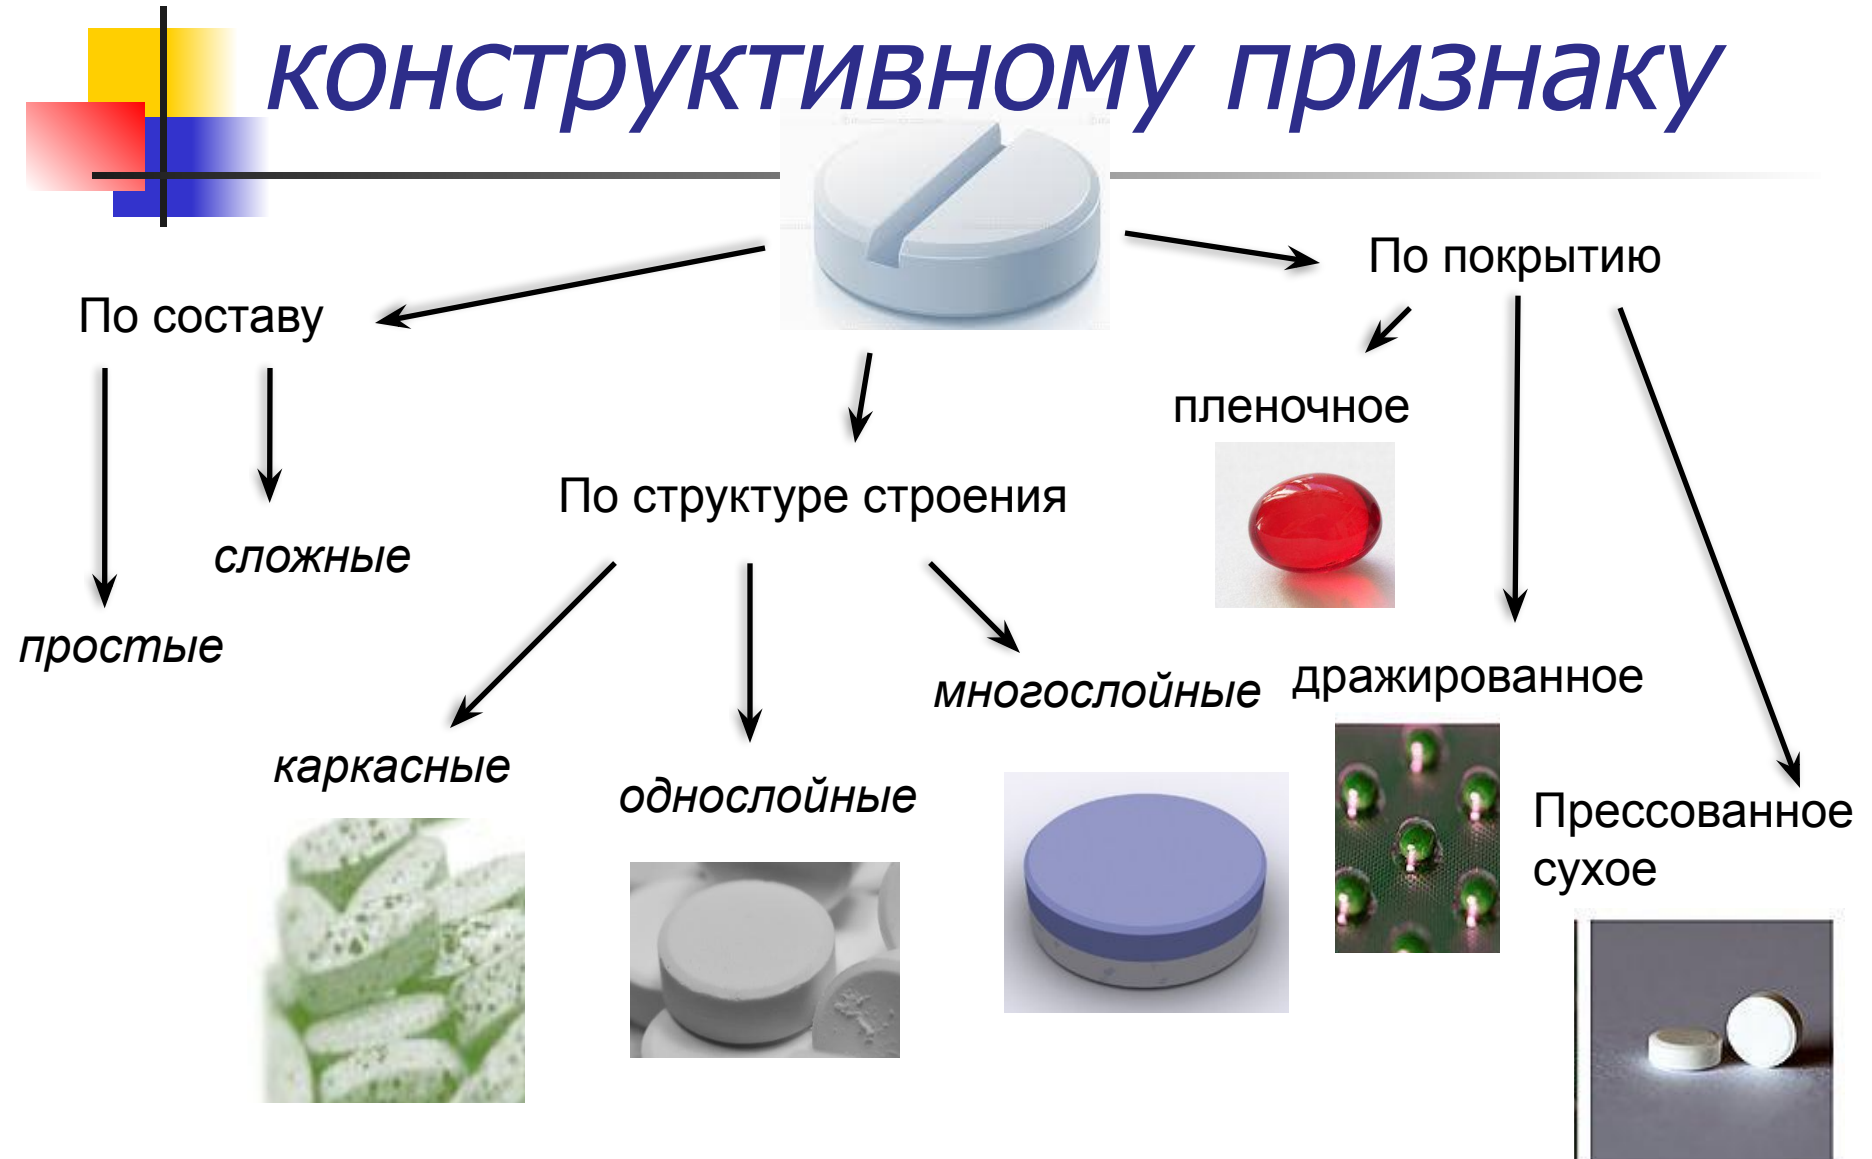 конструктивному признаку
По составу
По покрытию
пленочное
По структуре строения
сложные
простые
многослойные
дражированное
каркасные
однослойные
Прессованное
сухое